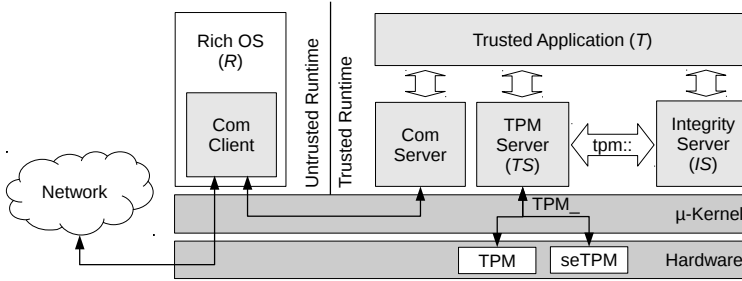 Rich OS
(R)
Com
Client
Untrusted Runtime
Trusted Runtime
Trusted Application (T)
Com
Server
TPM
Server
(TS)
tpm::
Integrity
Server
(IS)
Network
TPM_
µ-Kernel
TPM
seTPM
Hardware